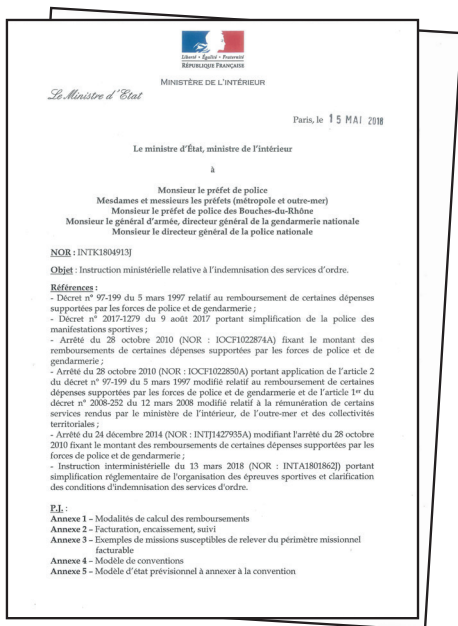 Liberté • Égalité • Fraternité
RÉPUBLIQUE FRANÇAISE
MINISTÈRE DE L'INTÉRIEUR
Le Ministre d'Etat
Paris, le 15 MAI 2018
Le ministre d'État, ministre de l'intérieur
à
Monsieur le préfet de police
Mesdames et messieurs les préfets (métropole et outre-mer)
Monsieur le préfet de police des Bouches-du-Rhône
Monsieur le général d'armée, directeur général de la gendarmerie nationale
Monsieur le directeur général de la police nationale
NOR : INTK1804913J
Objet : Instruction ministérielle relative à l'indemnisation des services d'ordre.
Références :
- Décret n° 97-199 du 5 mars 1997 relatif au remboursement de certaines dépenses
supportées par les forces de police et de gendarmerie ;
- Décret n° 2017-1279 du 9 août 2017 portant simplification de la police des
manifestations sportives ;
- Arrêté du 28 octobre 2010 (NOR : IOCF1022874A) fixant le montant des
remboursements de certaines dépenses supportées par les forces de police et de
gendarmerie ;
- Arrêté du 28 octobre 2010 (NOR : IOCF1022850A) portant application de l'article 2
du décret n° 97-199 du 5 mars 1997 modifié relatif au remboursement de certaines
dépenses supportées par les forces de police et de gendarmerie et de l'article 1er du
décret n° 2008-252 du 12 mars 2008 modifié relatif à la rémunération de certains
services rendus par le ministère de l'intérieur, de l'outre-mer et des collectivités
territoriales ;
- Arrêté du 24 décembre 2014 (NOR : INTJ1427935A) modifiant l'arrêté du 28 octobre
2010 fixant le montant des remboursements de certaines dépenses supportées par les
forces de police et de gendarmerie ;
- Instruction interministérielle du 13 mars 2018 (NOR : INTA1801862J) portant
simplification réglementaire de l'organisation des épreuves sportives et clarification
des conditions d'indemnisation des services d'ordre.
P.J. :
Annexe 1 – Modalités de calcul des remboursements
Annexe 2 – Facturation, encaissement, suivi
Annexe 3 – Exemples de missions susceptibles de relever du périmètre missionnel
facturable
Annexe 4 – Modèle de conventions
Annexe 5 – Modèle d'état prévisionnel à annexer à la convention